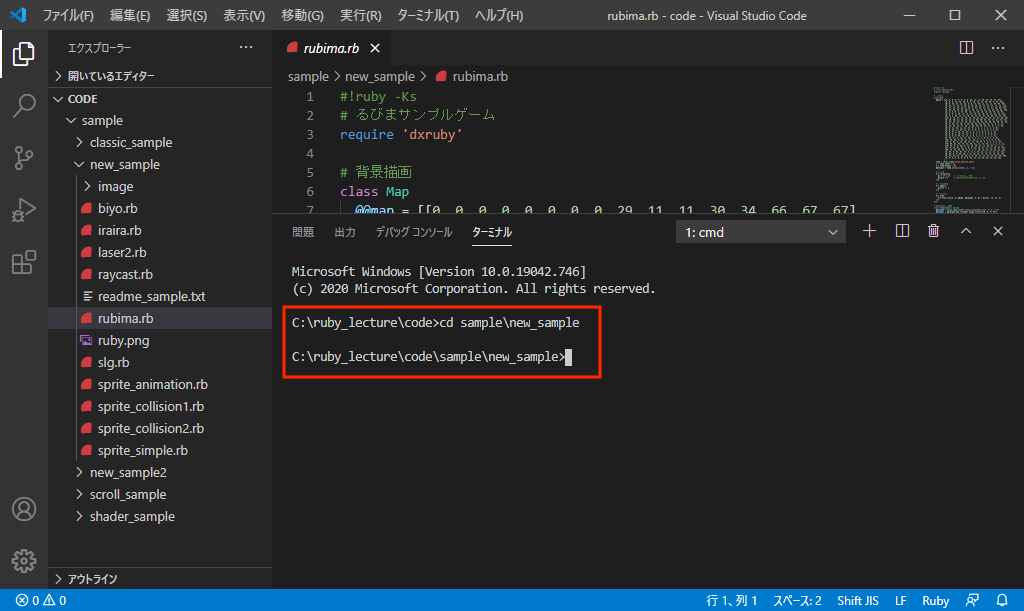 ファイル(F) 編集(E) 選択(S) 表示(V) 移動(G) 実行(R) ターミナル(T) ヘルプ(H) rubima.rb - code - Visual Studio Code
エクスプローラー
開いているエディター
CODE
sample
classic_sample
new_sample
image
biyo.rb
iraira.rb
laser2.rb
raycast.rb
readme_sample.txt
rubima.rb
ruby.png
slg.rb
sprite_animation.rb
sprite_collision1.rb
sprite_collision2.rb
sprite_simple.rb
new_sample2
scroll_sample
shader_sample
アウトライン
rubima.rb
sample > new_sample > rubima.rb
1 #!ruby -Ks
2 # るびまサンプルゲーム
3 require 'dxruby'
4
5 # 背景描画
6 class Map
7 @@map = [[0, 0, 0, 0, 0, 0, 0, 0, 29, 11, 11, 30, 34, 66, 67, 67],
問題 出力 デバッグ コンソール ターミナル 1: cmd
Microsoft Windows [Version 10.0.19042.746]
(c) 2020 Microsoft Corporation. All rights reserved.
C:\ruby_lecture\code>cd sample\new_sample
C:\ruby_lecture\code\sample\new_sample>
0 0 行 1、列 1 スペース: 2 Shift JIS LF Ruby